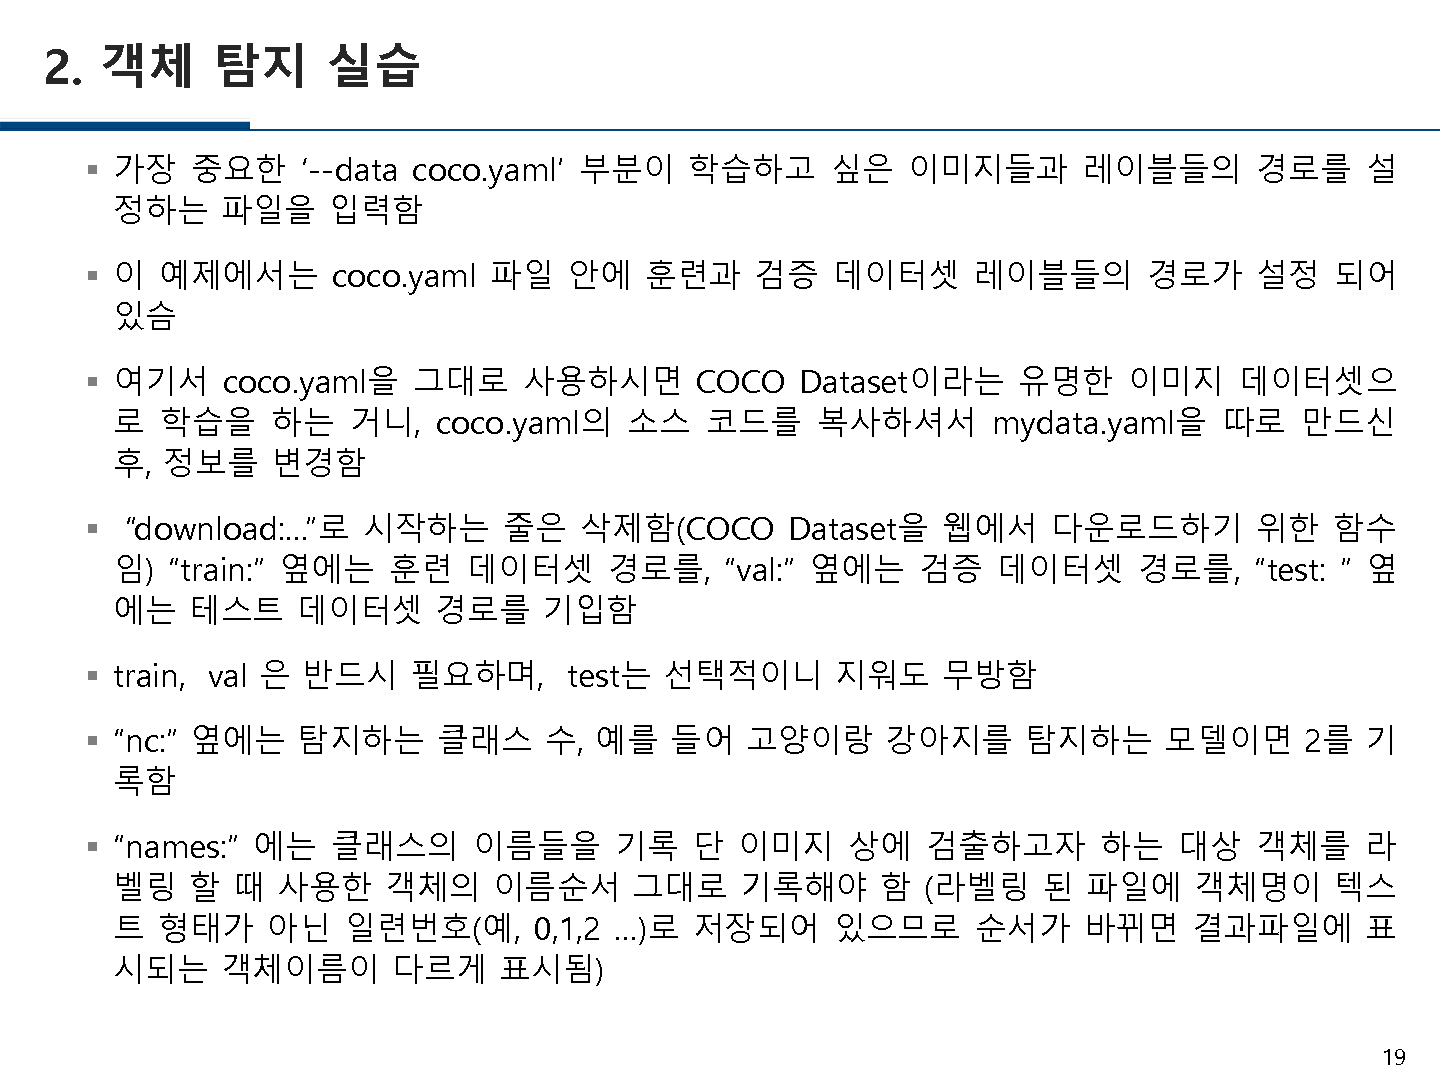 2. 객체 탐지 실습
▪ 가장 중요한 ‘--data coco.yaml’ 부분이 학습하고 싶은 이미지들과 레이블들의 경로를 설
정하는 파일을 입력함
▪ 이 예제에서는 coco.yaml 파일 안에 훈련과 검증 데이터셋 레이블들의 경로가 설정 되어
있슴
▪ 여기서 coco.yaml을 그대로 사용하시면 COCO Dataset이라는 유명한 이미지 데이터셋으
로 학습을 하는 거니, coco.yaml의 소스 코드를 복사하셔서 mydata.yaml을 따로 만드신
후, 정보를 변경함
▪ “download:...”로 시작하는 줄은 삭제함(COCO Dataset을 웹에서 다운로드하기 위한 함수
임) “train:” 옆에는 훈련 데이터셋 경로를, “val:” 옆에는 검증 데이터셋 경로를, “test: ” 옆
에는 테스트 데이터셋 경로를 기입함
▪ train, val 은 반드시 필요하며, test는 선택적이니 지워도 무방함
▪ “nc:” 옆에는 탐지하는 클래스 수, 예를 들어 고양이랑 강아지를 탐지하는 모델이면 2를 기
록함
▪ “names:” 에는 클래스의 이름들을 기록 단 이미지 상에 검출하고자 하는 대상 객체를 라
벨링 할 때 사용한 객체의 이름순서 그대로 기록해야 함 (라벨링 된 파일에 객체명이 텍스
트 형태가 아닌 일련번호(예, 0,1,2 ...)로 저장되어 있으므로 순서가 바뀌면 결과파일에 표
시되는 객체이름이 다르게 표시됨)
19